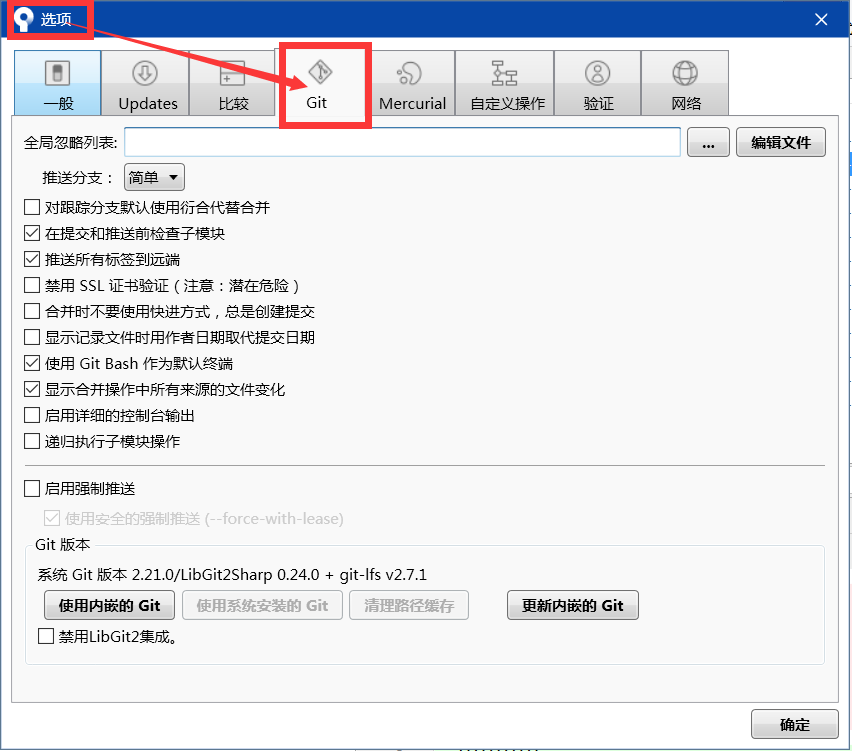 选项
一般
Updates
比较
Git
Mercurial
自定义操作
验证
网络
全局忽略列表:
...
编辑文件
推送分支：
简单
对跟踪分支默认使用衍合代替合并
在提交和推送前检查子模块
推送所有标签到远端
禁用 SSL 证书验证（注意：潜在危险）
合并时不要使用快进方式，总是创建提交
显示记录文件时用作者日期取代提交日期
使用 Git Bash 作为默认终端
显示合并操作中所有来源的文件变化
启用详细的控制台输出
递归执行子模块操作
启用强制推送
使用安全的强制推送 (--force-with-lease)
Git 版本
系统 Git 版本 2.21.0/LibGit2Sharp 0.24.0 + git-lfs v2.7.1
使用内嵌的 Git
使用系统安装的 Git
清理路径缓存
更新内嵌的 Git
禁用LibGit2集成。
确定